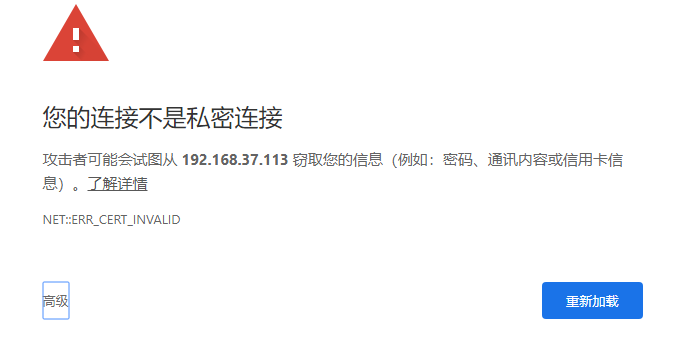 您的连接不是私密连接
攻击者可能会试图从 192.168.37.113 窃取您的信息（例如：密码、通讯内容或信用卡信
息）。了解详情
NET::ERR_CERT_INVALID
高级
重新加载